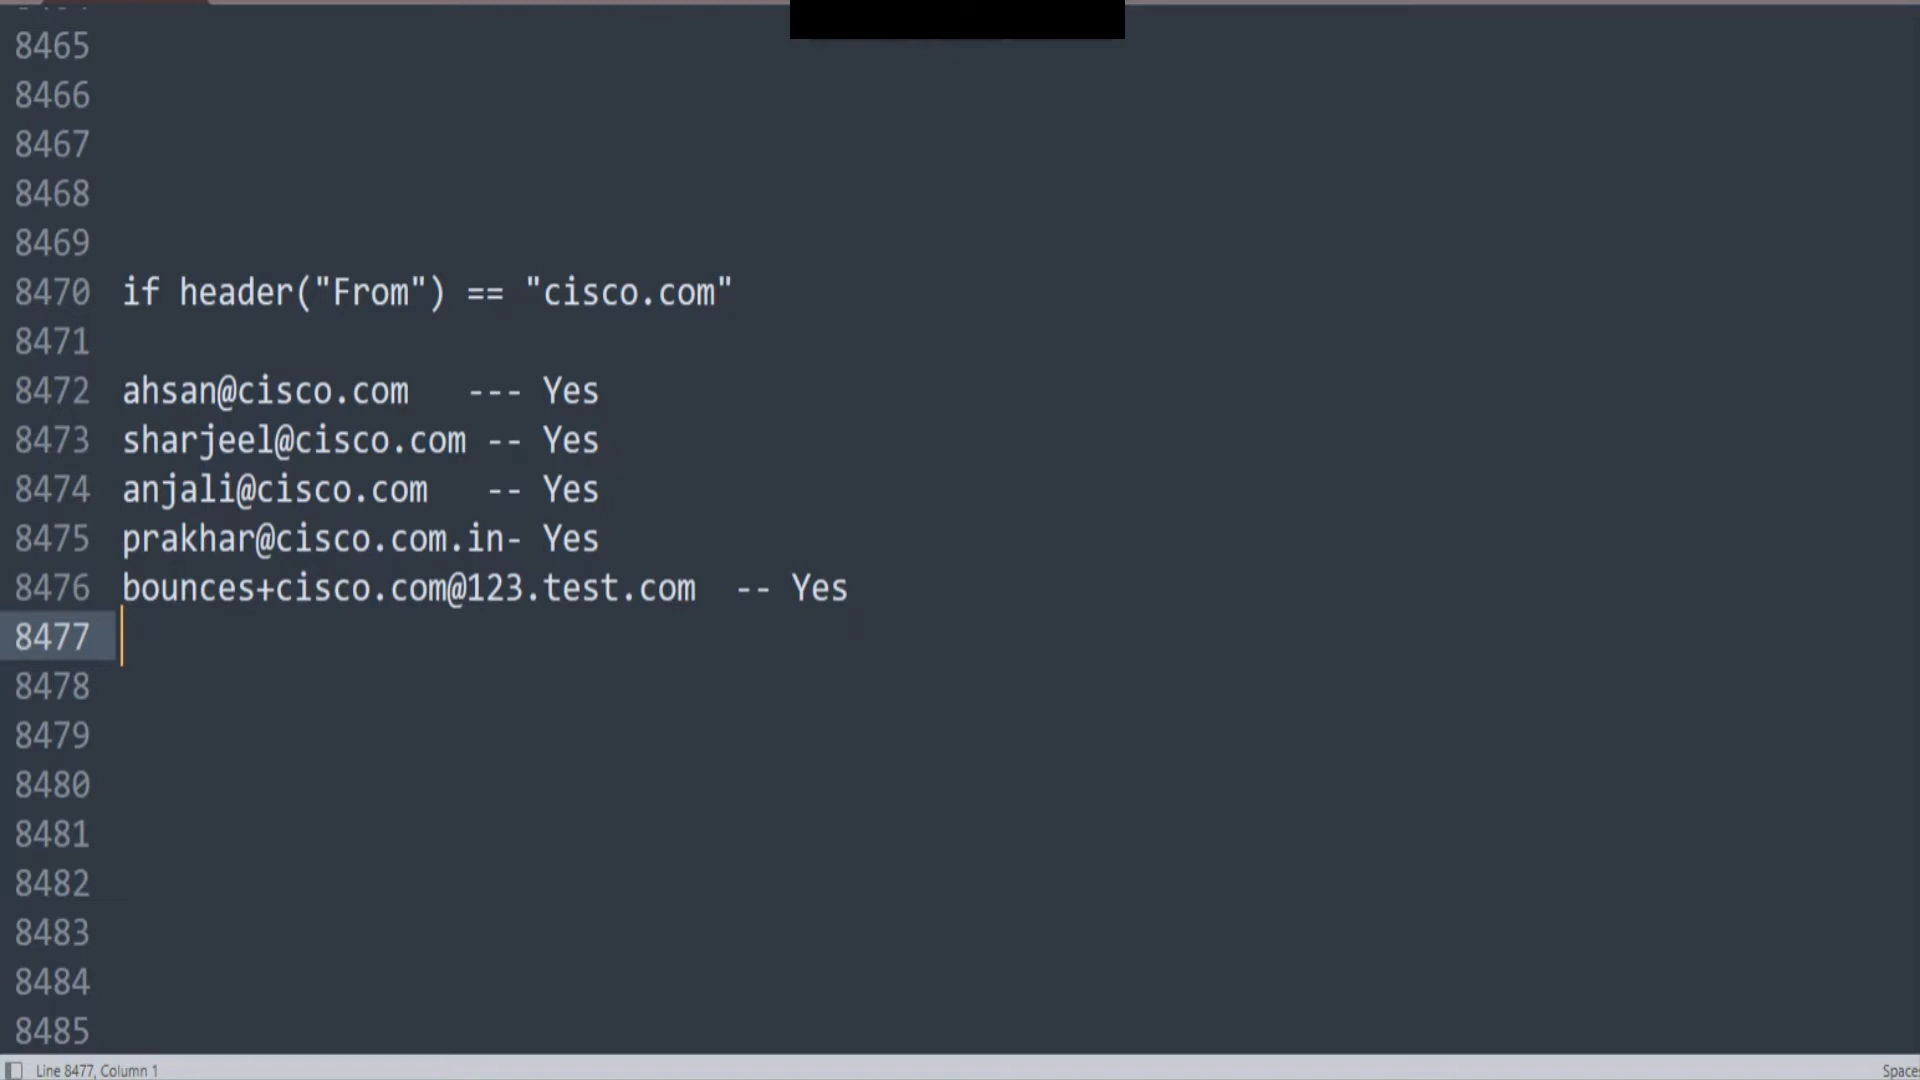 8465
8466
8467
8468
8469
8470 if header("From") == "cisco.com"
8471
8472 ahsan@cisco.com   --- Yes
8473 sharjeel@cisco.com -- Yes
8474 anjali@cisco.com   -- Yes
8475 prakhar@cisco.com.in- Yes
8476 bounces+cisco.com@123.test.com  -- Yes
8477
8478
8479
8480
8481
8482
8483
8484
8485
Line 8477, Column 1